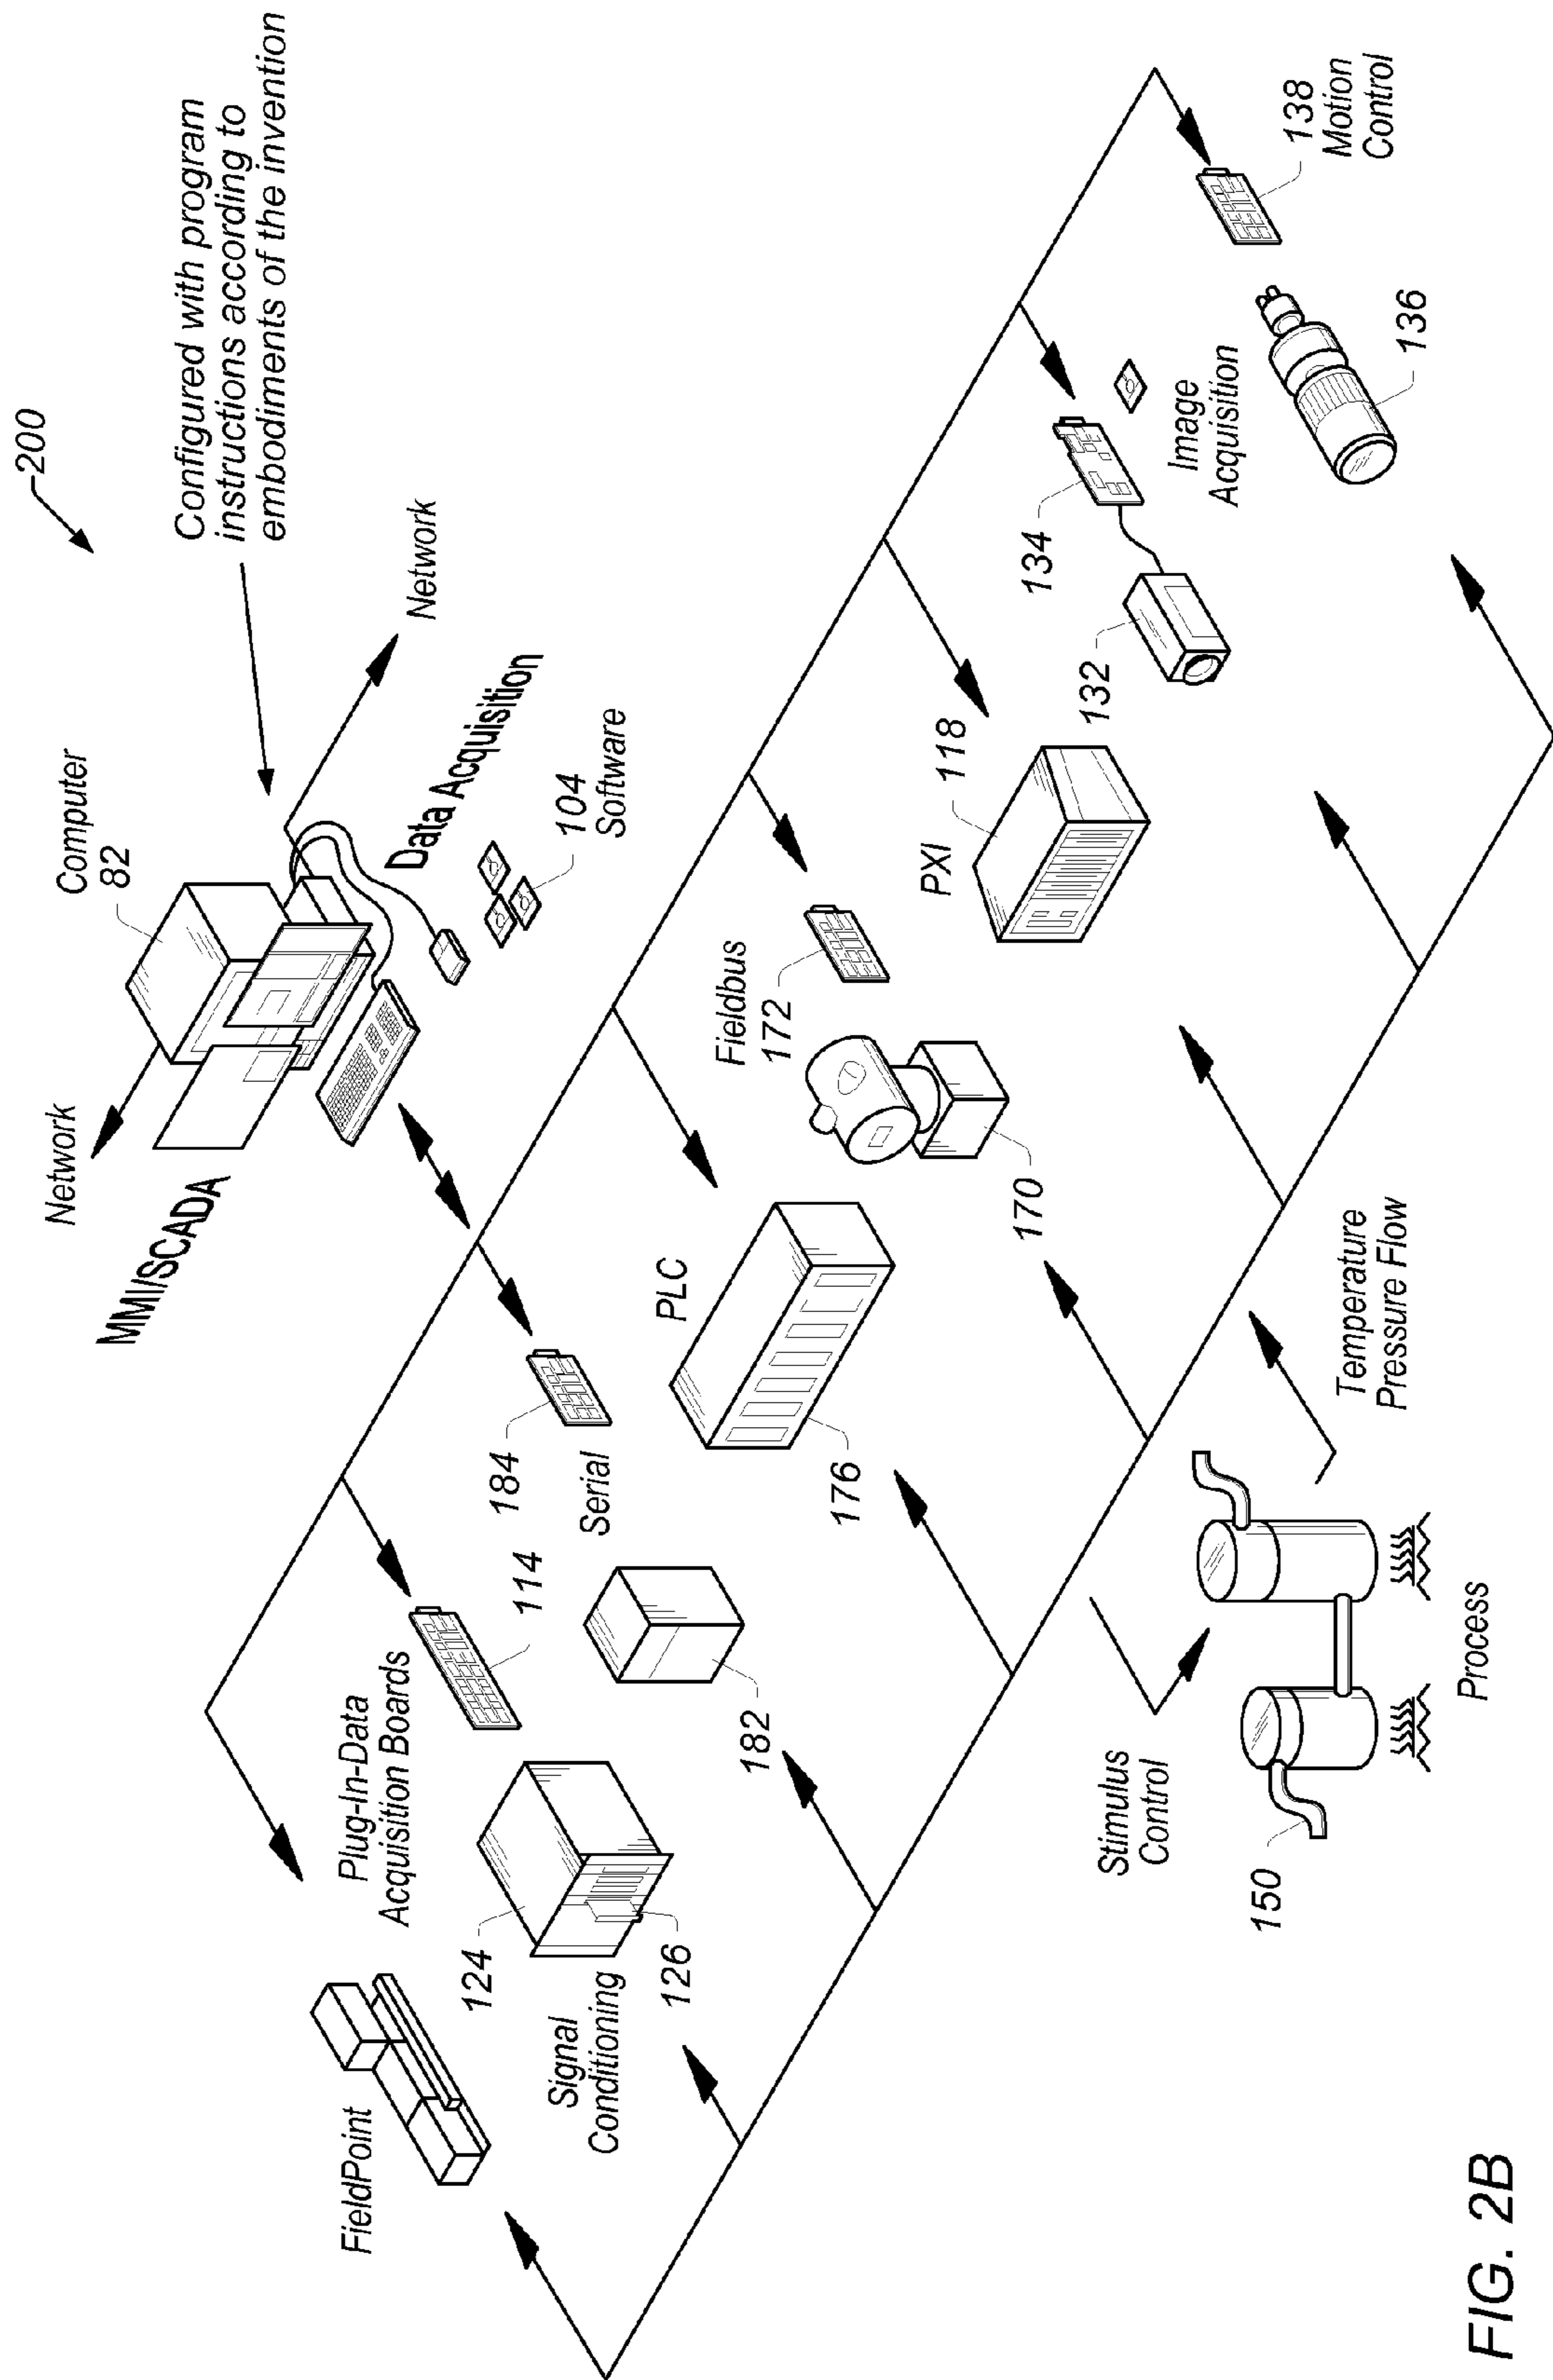 200
Configured with program
instructions according to
embodiments of the invention
Computer
82
Network
Network
MMI/SCADA
Data Acquisition
104
Software
FieldPoint
Plug-In-Data
Acquisition Boards
114
184
Serial
124
Signal
Conditioning
126
182
PLC
176
Fieldbus
172
170
PXI
118
134
132
Image
Acquisition
138
Motion
Control
136
Stimulus
Control
150
Process
Temperature
Pressure Flow
FIG. 2B